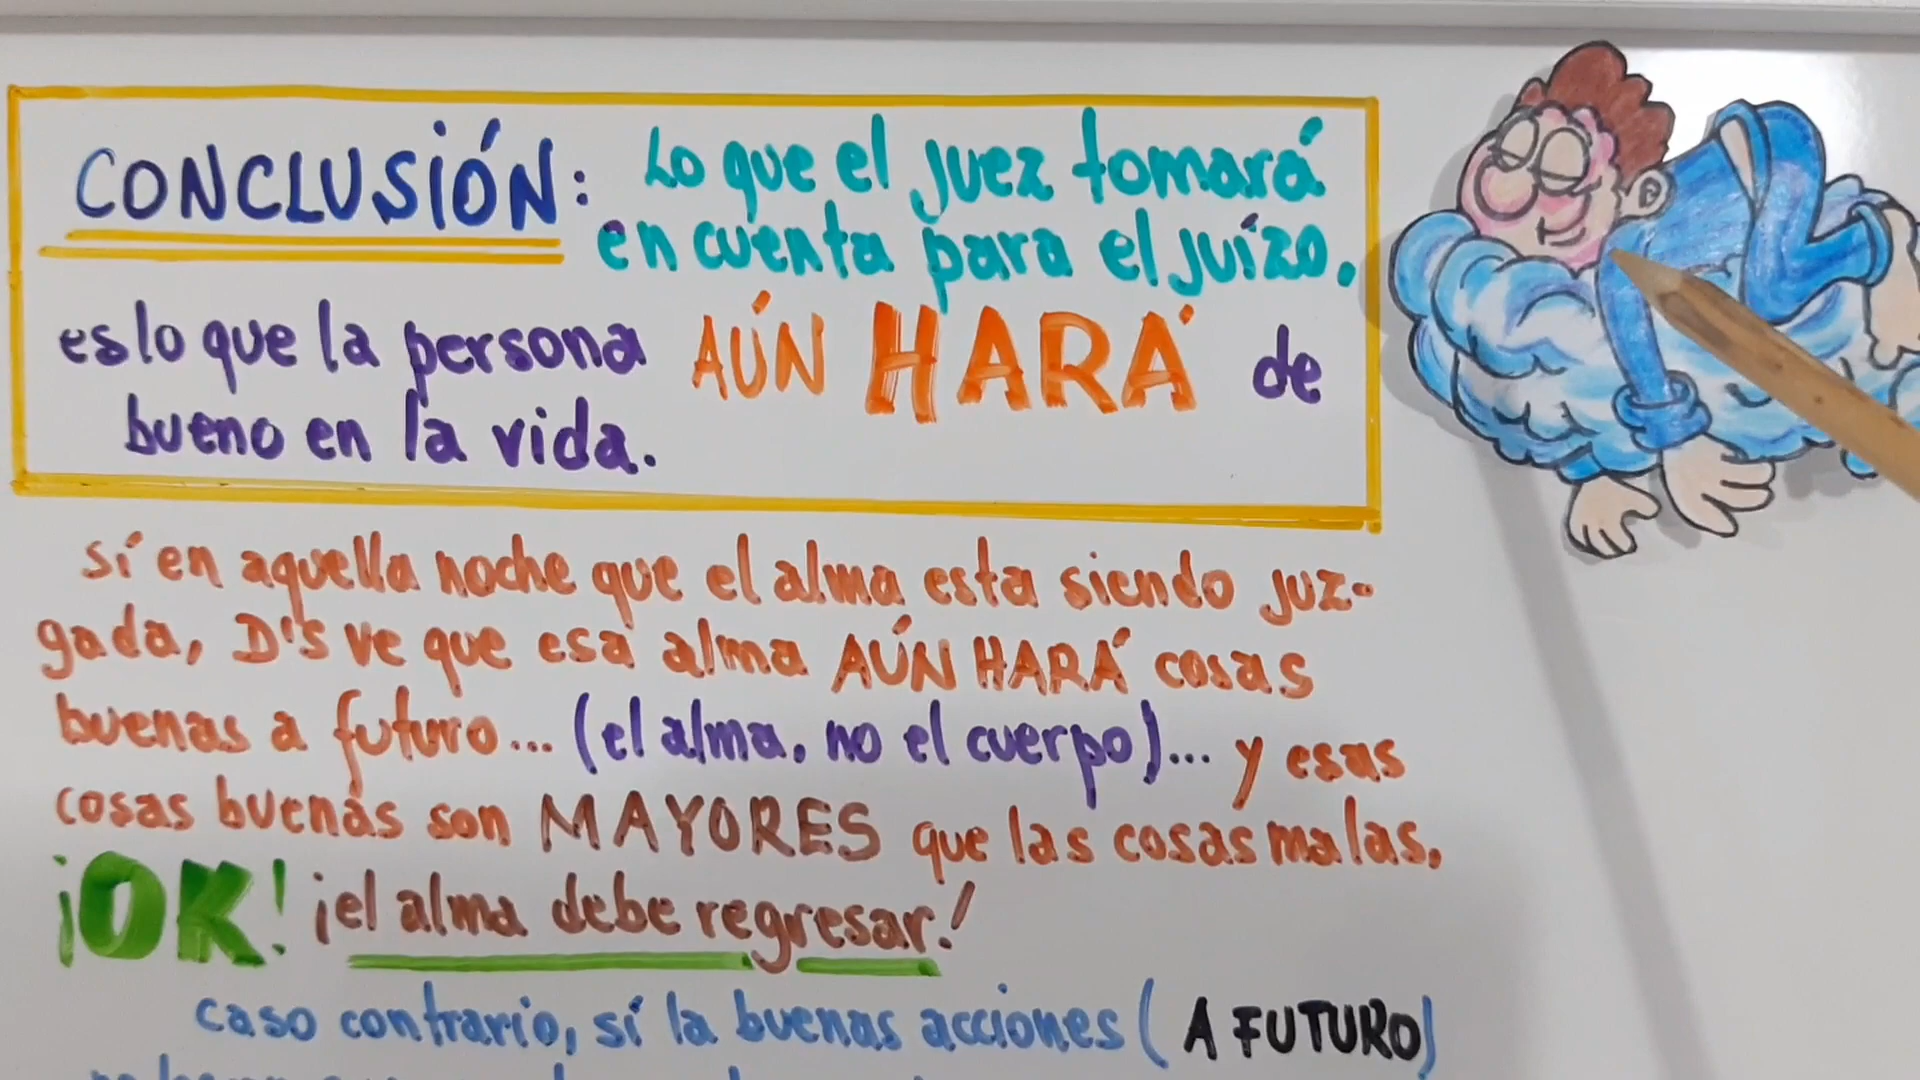 CONCLUSIÓN: Lo que el juez tomará
en cuenta para el juízo,
es lo que la persona AÚN HARÁ de
bueno en la vida.
sí en aquella noche que el alma esta siendo juz-
gada, D's ve que esa alma AÚN HARÁ cosas
buenas a futuro... (el alma, no el cuerpo)... y esas
cosas buenas son MAYORES que las cosas malas,
¡OK! ¡el alma debe regresar!
caso contrario, sí la buenas acciones (A FUTURO)